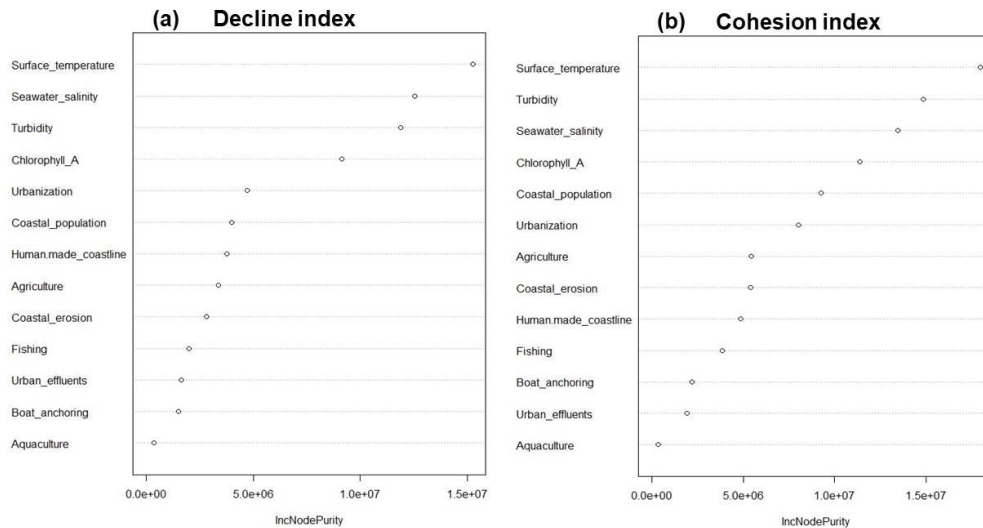 (a) Decline index
Surface_temperature
Seawater_salinity
Turbidity
Chlorophyll_A
Urbanization
Coastal_population
Human.made_coastline
Agriculture
Coastal_erosion
Fishing
Urban_effluents
Boat_anchoring
Aquaculture
0.0e+00 5.0e+06 1.0e+07 1.5e+07
IncNodePurity
(b) Cohesion index
Surface_temperature
Turbidity
Seawater_salinity
Chlorophyll_A
Coastal_population
Urbanization
Agriculture
Coastal_erosion
Human.made_coastline
Fishing
Boat_anchoring
Urban_effluents
Aquaculture
0.0e+00 5.0e+06 1.0e+07 1.5e+07
IncNodePurity